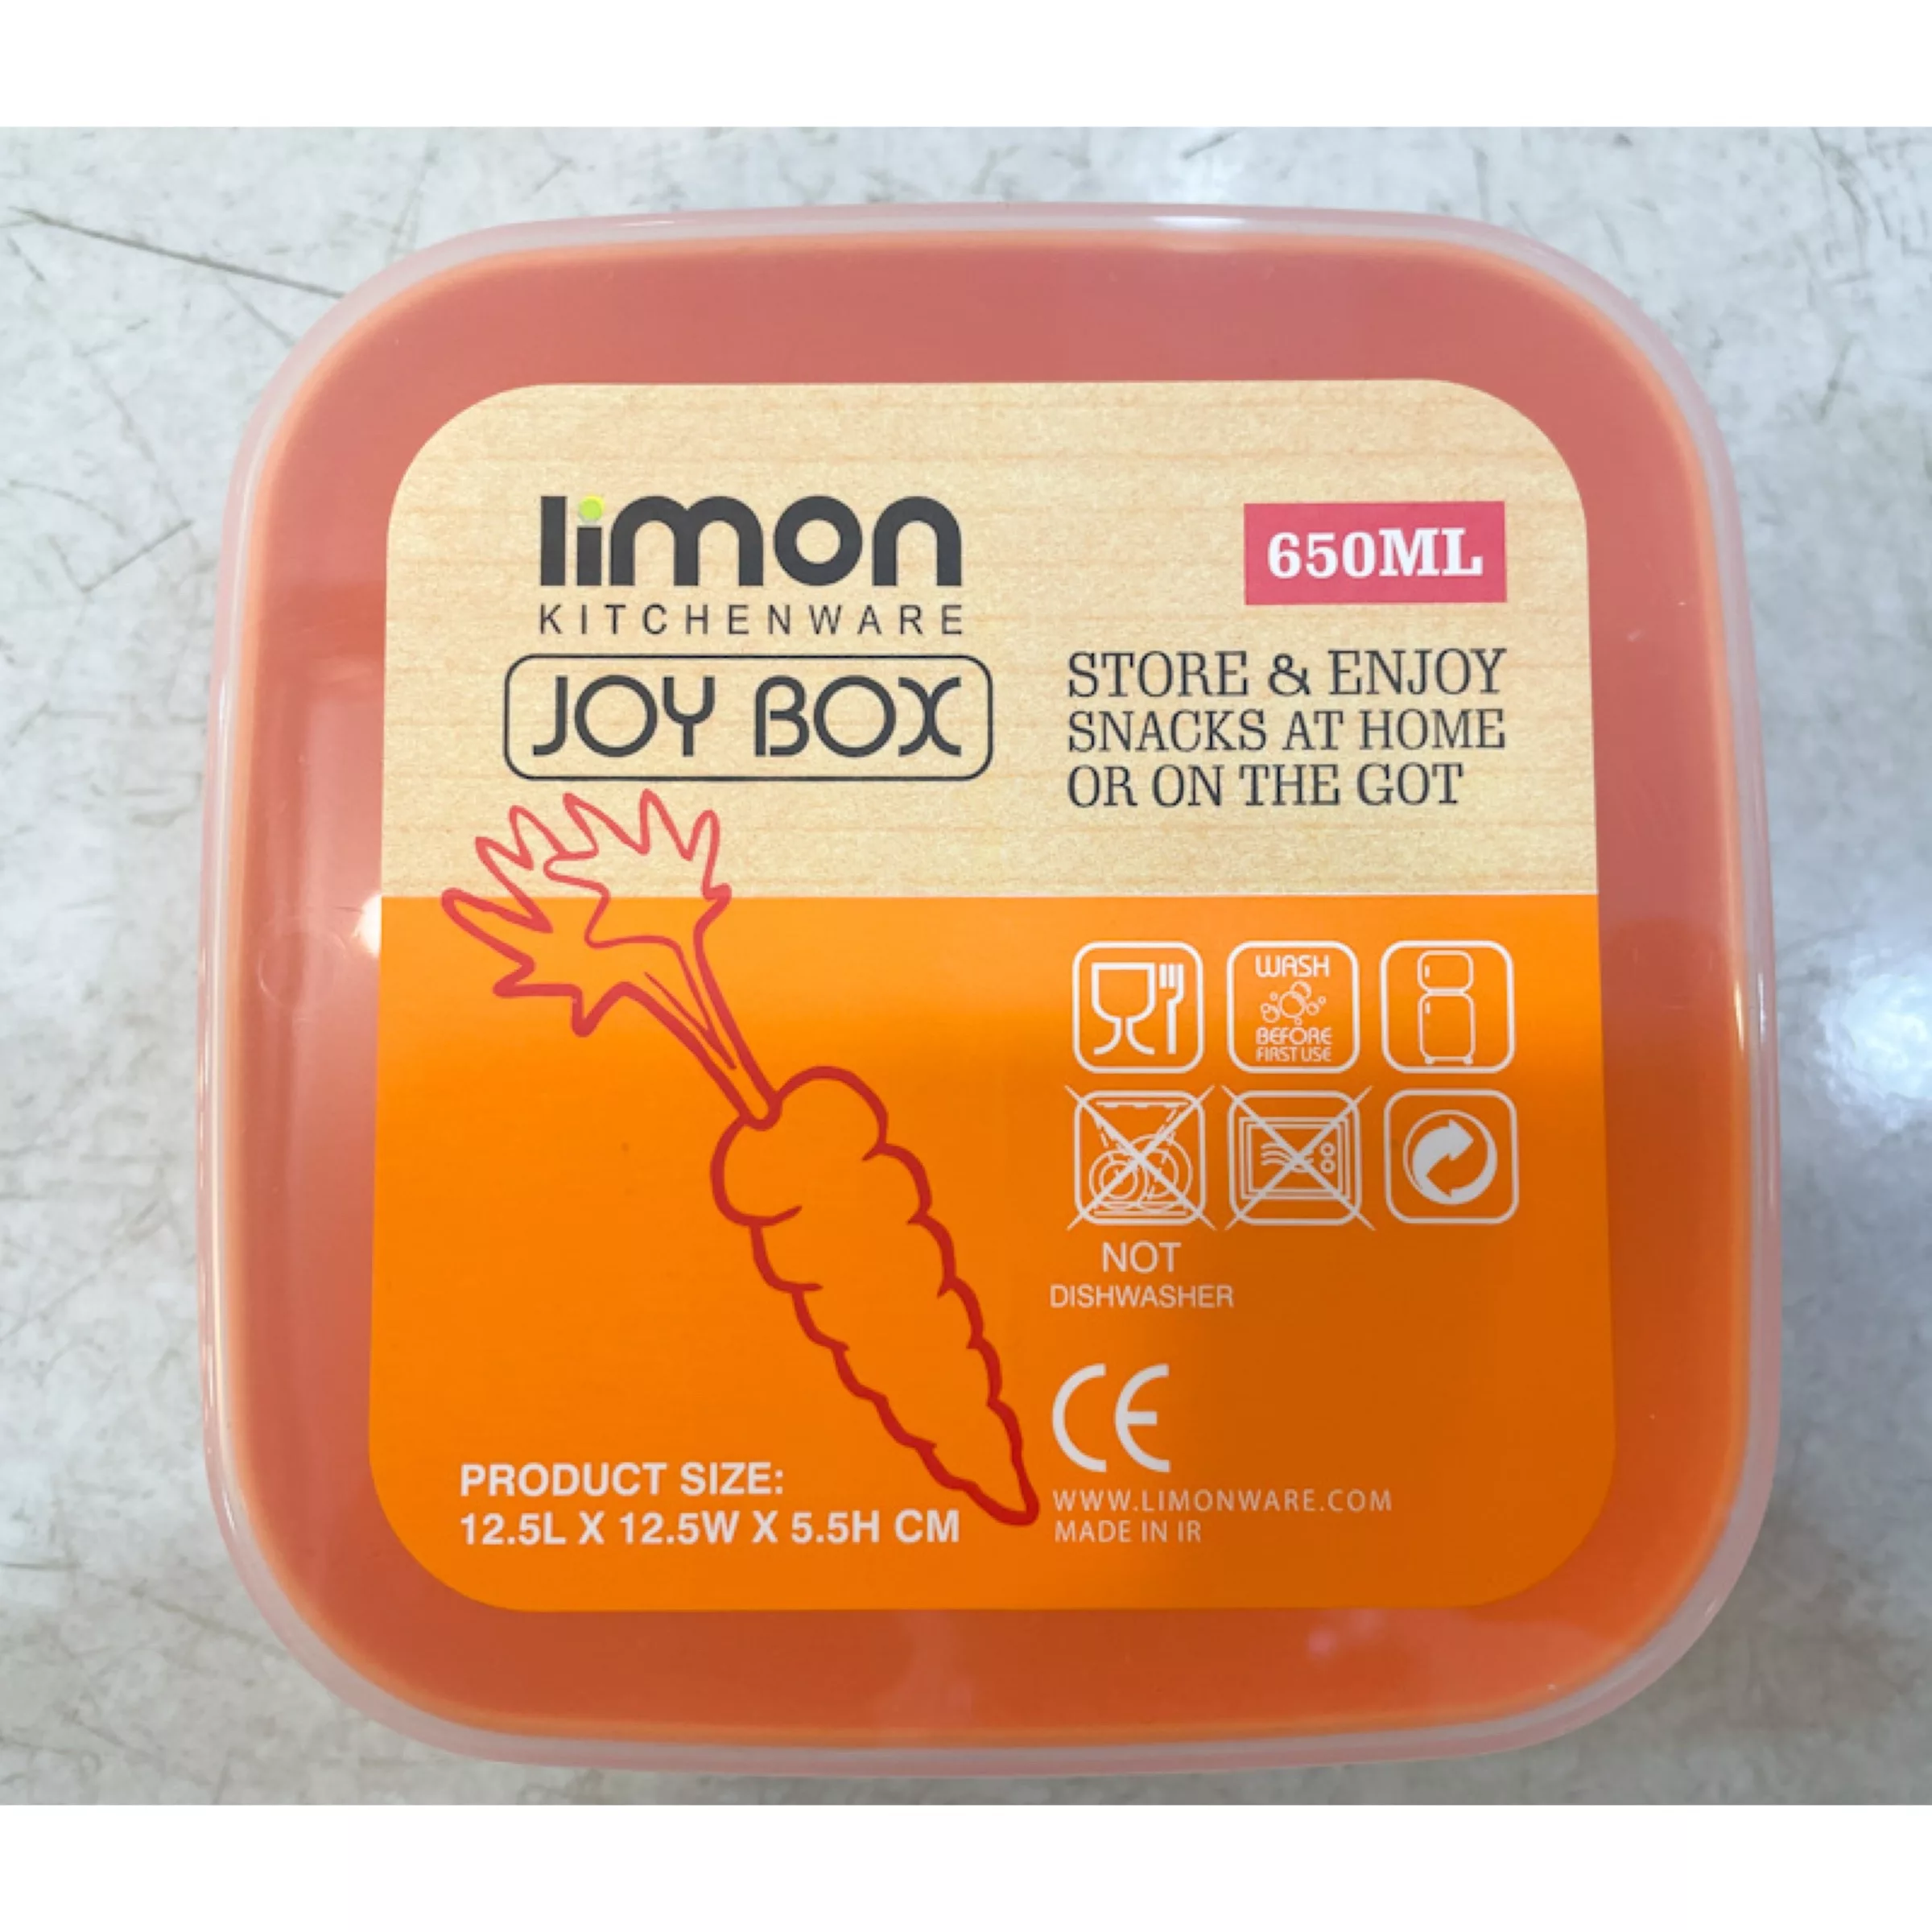 limon
KITCHENWARE
JOY BOX
650ML
STORE & ENJOY
SNACKS AT HOME
OR ON THE GOT
WASH
BEFORE
FIRST USE
NOT
DISHWASHER
CE
PRODUCT SIZE:
12.5L X 12.5W X 5.5H CM
WWW.LIMONWARE.COM
MADE IN IR